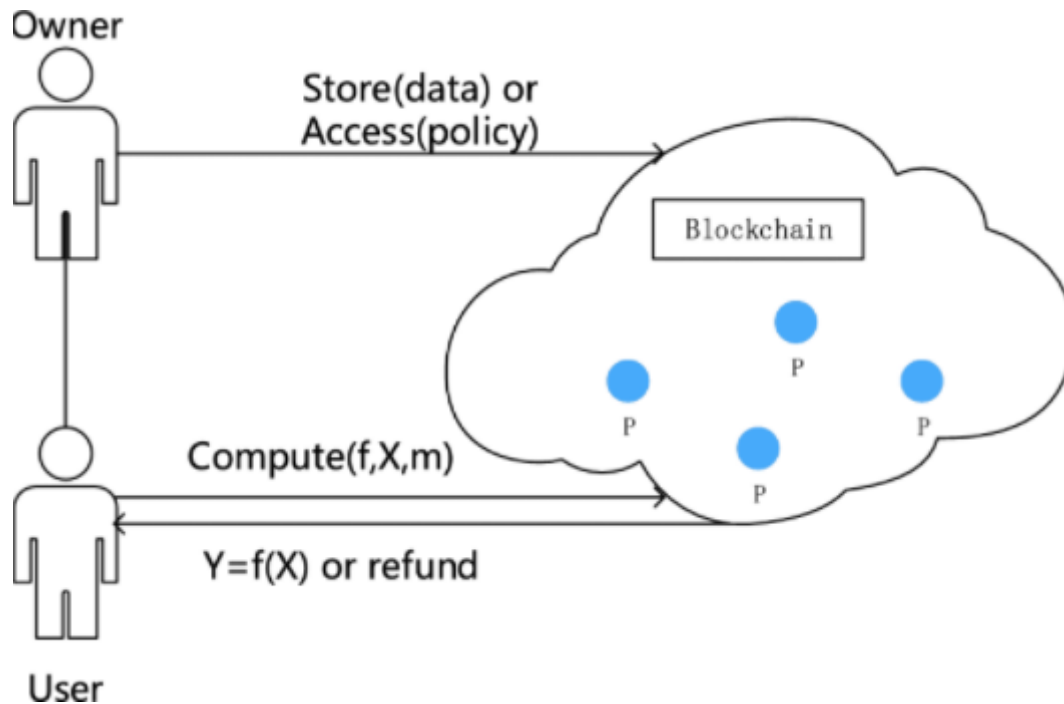 Owner
Store(data) or
Access(policy)
Blockchain
P
P
P
P
Compute(f,X,m)
Y=f(X) or refund
User